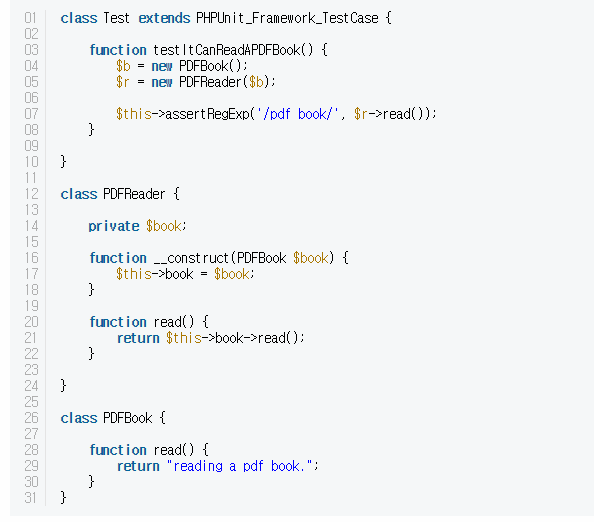 01 class Test extends PHPUnit_Framework_TestCase {
02
03     function testItCanReadAPDFBook() {
04         $b = new PDFBook();
05         $r = new PDFReader($b);
06
07         $this->assertRegExp('/pdf book/', $r->read());
08     }
09
10 }
11
12 class PDFReader {
13
14     private $book;
15
16     function __construct(PDFBook $book) {
17         $this->book = $book;
18     }
19
20     function read() {
21         return $this->book->read();
22     }
23
24 }
25
26 class PDFBook {
27
28     function read() {
29         return "reading a pdf book.";
30     }
31 }